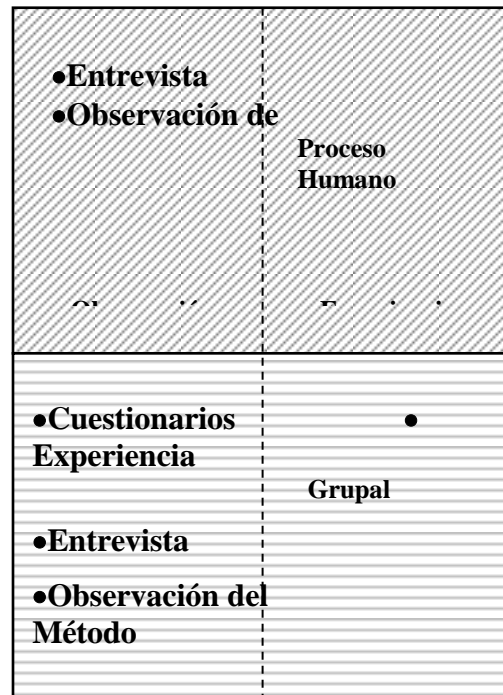 ●Entrevista
●Observación de
Proceso
Humano
●Cuestionarios
Experiencia
●
Grupal
●Entrevista
●Observación del
Método